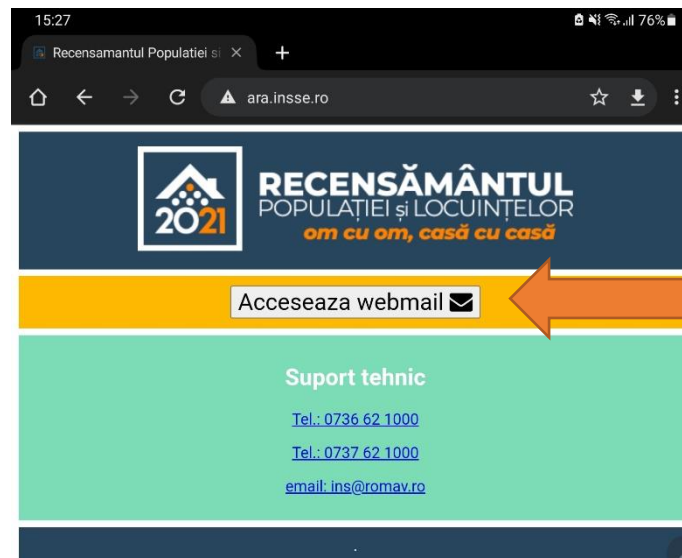 15:27 76%
Recensamantul Populatiei si
ara.insse.ro
RECENSĂMÂNTUL
2021 POPULAȚIEI și LOCUINȚELOR
om cu om, casă cu casă
Acceseaza webmail
Suport tehnic
Tel.: 0736 62 1000
Tel.: 0737 62 1000
email: ins@romav.ro
.